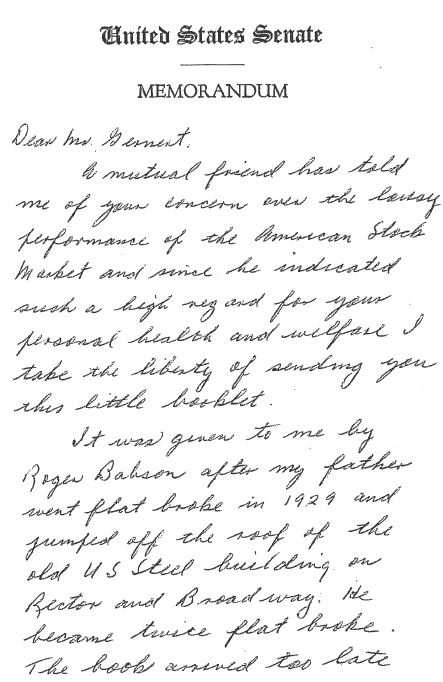 United States Senate
MEMORANDUM
Dear Mr. Gernert.
A mutual friend has told
me of your concern over the lousy
performance of the American Stock
Market and since he indicated
such a high regard for your
personal health and welfare I
take the liberty of sending you
this little booklet.
It was given to me by
Roger Babson after my father
went flat broke in 1929 and
jumped off the roof of the
old US Steel building on
Rector and Broadway. He
became twice flat broke.
The book arrived too late